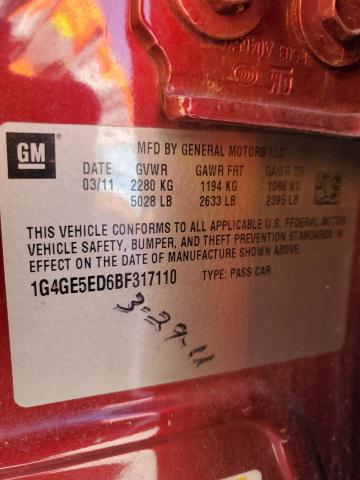 GM
MFD BY GENERAL MOTORS LLC
DATE GVWR GAWR FRT GAWR RR
03/11 2280 KG 1194 KG 1086 KG
5028 LB 2633 LB 2395 LB
THIS VEHICLE CONFORMS TO ALL APPLICABLE U.S. FEDERAL MOTOR
VEHICLE SAFETY, BUMPER, AND THEFT PREVENTION STANDARDS IN
EFFECT ON THE DATE OF MANUFACTURE SHOWN ABOVE.
1G4GE5ED6BF317110 TYPE: PASS CAR
3-29-11